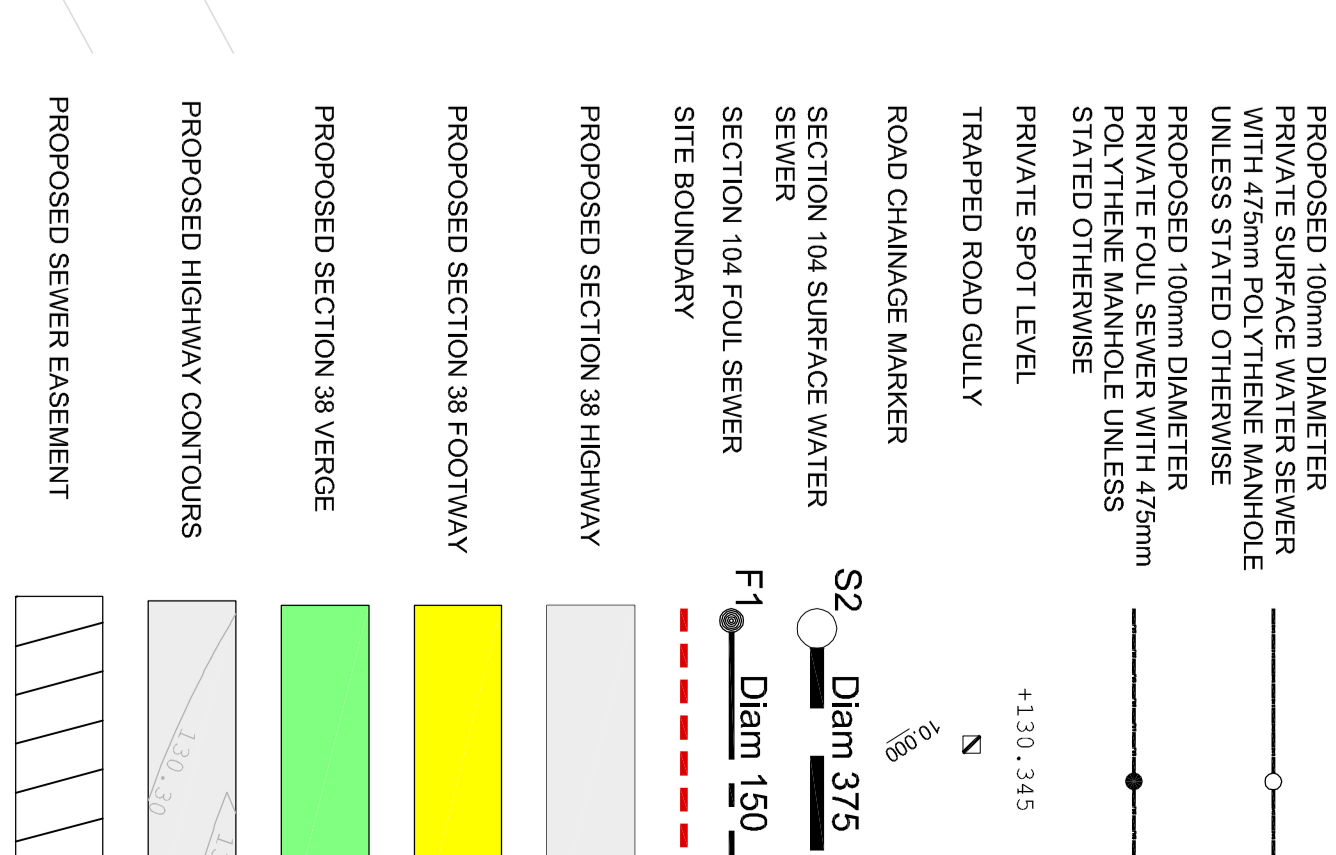 PROPOSED 100mm DIAMETER
PRIVATE SURFACE WATER SEWER
WITH 475mm POLYTHENE MANHOLE
UNLESS STATED OTHERWISE
PROPOSED 100mm DIAMETER
PRIVATE FOUL SEWER WITH 475mm
POLYTHENE MANHOLE UNLESS
STATED OTHERWISE
PRIVATE SPOT LEVEL
+130.345
TRAPPED ROAD GULLY
ROAD CHAINAGE MARKER
10.000
SECTION 104 SURFACE WATER
SEWER
S2
Diam 375
SECTION 104 FOUL SEWER
F1
Diam 150
SITE BOUNDARY
PROPOSED SECTION 38 HIGHWAY
PROPOSED SECTION 38 FOOTWAY
PROPOSED SECTION 38 VERGE
PROPOSED HIGHWAY CONTOURS
130.30
PROPOSED SEWER EASEMENT